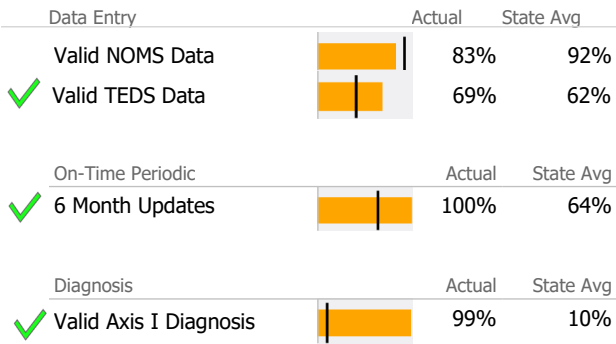 Data Entry Actual State Avg
Valid NOMS Data 83% 92%
Valid TEDS Data 69% 62%
On-Time Periodic Actual State Avg
6 Month Updates 100% 64%
Diagnosis Actual State Avg
Valid Axis I Diagnosis 99% 10%